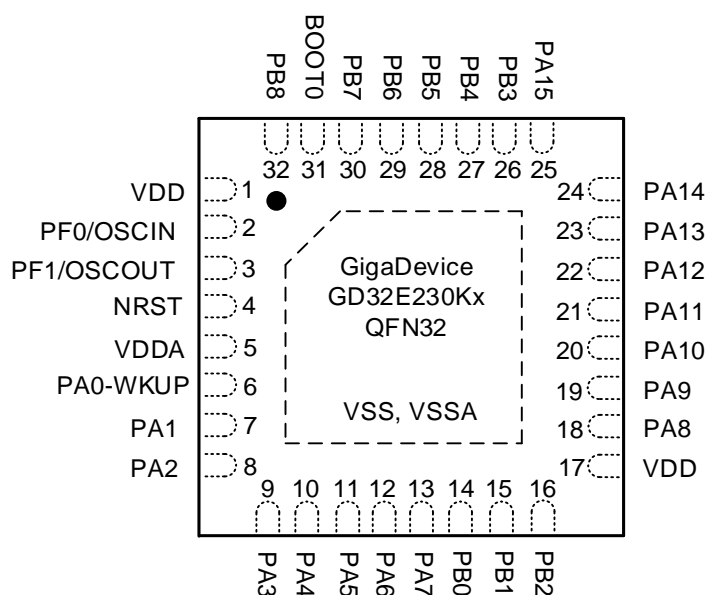 PB8 BOOT0 PB7 PB6 PB5 PB4 PB3 PA15
32 31 30 29 28 27 26 25
VDD 1 24 PA14
PF0/OSCIN 2 23 PA13
PF1/OSCOUT 3 22 PA12
NRST 4 21 PA11
VDDA 5 20 PA10
PA0-WKUP 6 19 PA9
PA1 7 18 PA8
PA2 8 17 VDD
GigaDevice
GD32E230Kx
QFN32
VSS, VSSA
9 10 11 12 13 14 15 16
PA3 PA4 PA5 PA6 PA7 PB0 PB1 PB2